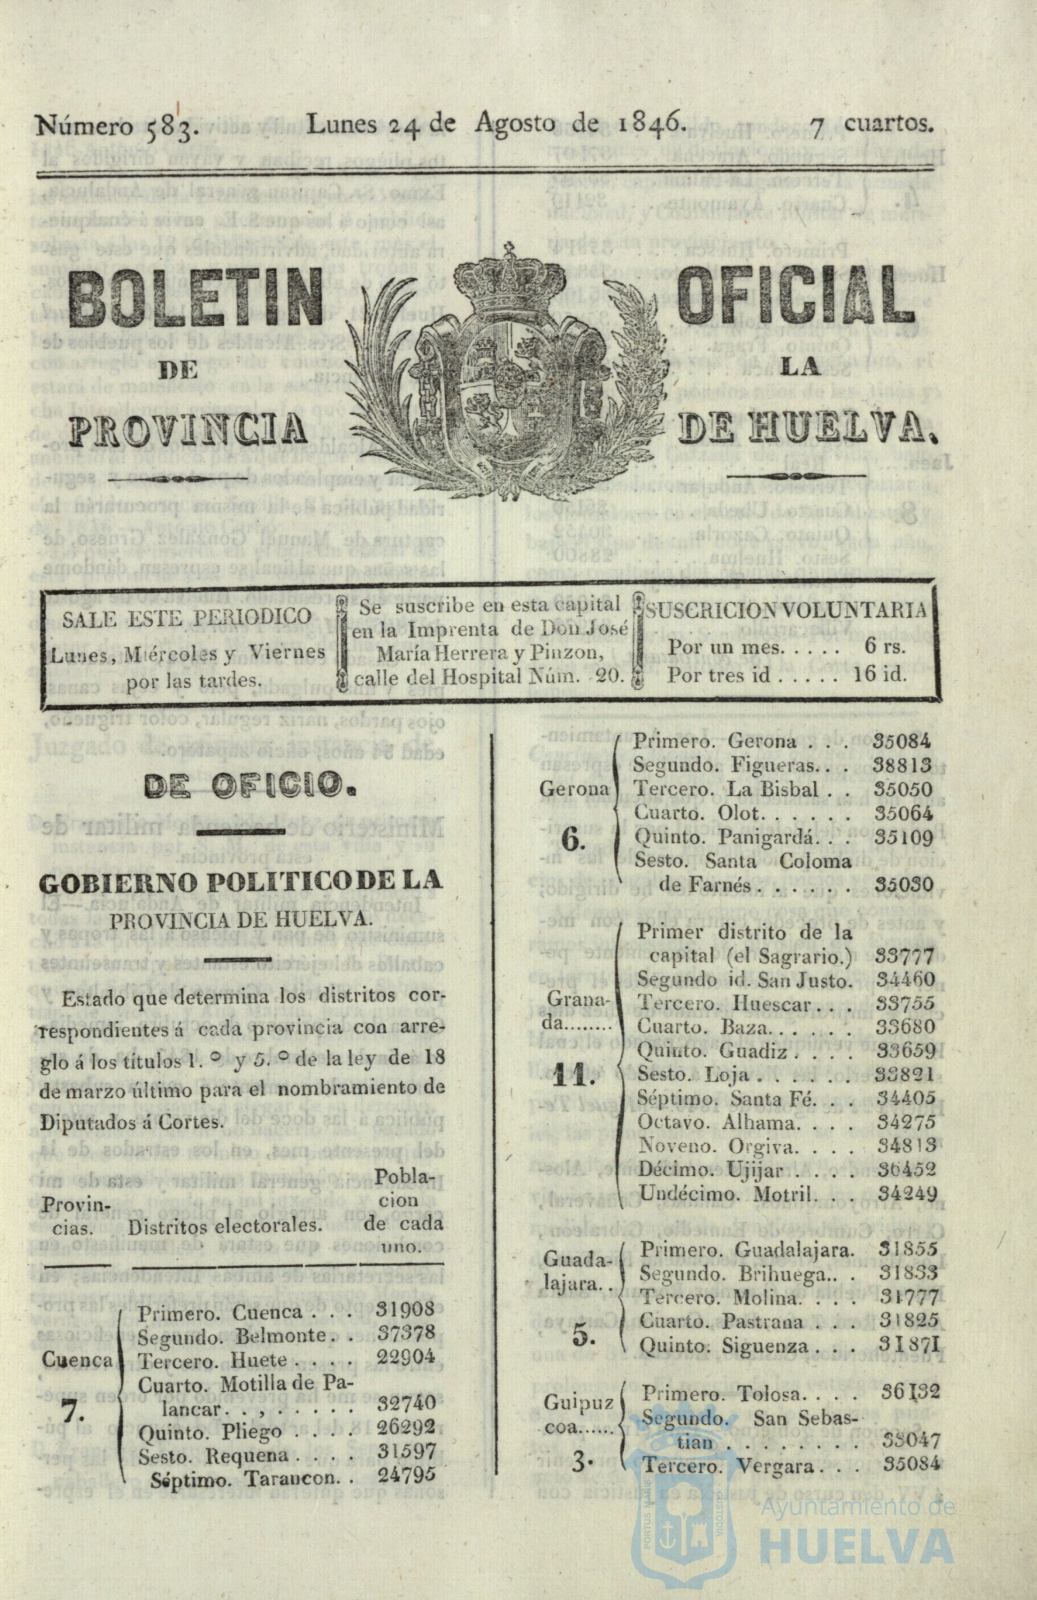 Número 583. Lunes 24 de Agosto de 1846. 7 cuartos.
BOLETIN OFICIAL
DE LA
PROVINCIA DE HUELVA.
SALE ESTE PERIODICO
Lunes, Miércoles y Viernes
por las tardes.
Se suscribe en esta capital
en la Imprenta de Don José
María Herrera y Pinzon,
calle del Hospital Núm. 20.
SUSCRICION VOLUNTARIA
Por un mes. . . . . 6 rs.
Por tres id . . . . . 16 id.
DE OFICIO.
GOBIERNO POLITICO DE LA
PROVINCIA DE HUELVA.
Estado que determina los distritos cor-
respondientes á cada provincia con arre-
glo á los títulos 1.º y 5.º de la ley de 18
de marzo último para el nombramiento de
Diputados á Cortes.
Provin-
cias.
Distritos electorales.
Pobla-
cion
de cada
uno.
Cuenca
7.
Primero. Cuenca . . . 31908
Segundo. Belmonte. . 37378
Tercero. Huete . . . . 22904
Cuarto. Motilla de Pa-
lancar. . , . . . . . 32740
Quinto. Pliego . . . . 26292
Sesto. Requena . . . . 31597
Séptimo. Tarancon. . 24795
Gerona
6.
Primero. Gerona . . . 35084
Segundo. Figueras. . . 38813
Tercero. La Bisbal . . 35050
Cuarto. Olot. . . . . . 35064
Quinto. Panigardá. . . 35109
Sesto. Santa Coloma
de Farnés . . . . . . 35030
Grana-
da........
11.
Primer distrito de la
capital (el Sagrario.) 33777
Segundo id. San Justo. 34460
Tercero. Huescar . . . 33755
Cuarto. Baza. . . . . . 33680
Quinto. Guadiz . . . . 33659
Sesto. Loja . . . . . . 33821
Séptimo. Santa Fé. . . 34405
Octavo. Alhama. . . . 34275
Noveno. Orgiva. . . . 34813
Décimo. Ujijar . . . . 36452
Undécimo. Motril. . . 34249
Guada-
lajara. .
5.
Primero. Guadalajara. 31855
Segundo. Brihuega. . . 31833
Tercero. Molina. . . . 31777
Cuarto. Pastrana . . . 31825
Quinto. Siguenza . . . 31871
Guipuz
coa......
3.
Primero. Tolosa. . . . 36132
Segundo. San Sebas-
tian . . . . . . . . 38047
Tercero. Vergara. . . 35084
Ayuntamiento de
HUELVA